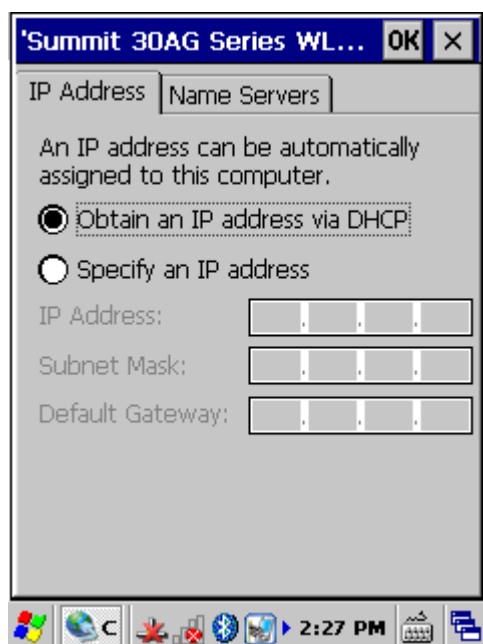 'Summit 30AG Series WL... OK ×
IP Address Name Servers
An IP address can be automatically
assigned to this computer.
Obtain an IP address via DHCP
Specify an IP address
IP Address: . . .
Subnet Mask: . . .
Default Gateway: . . .
C 2:27 PM